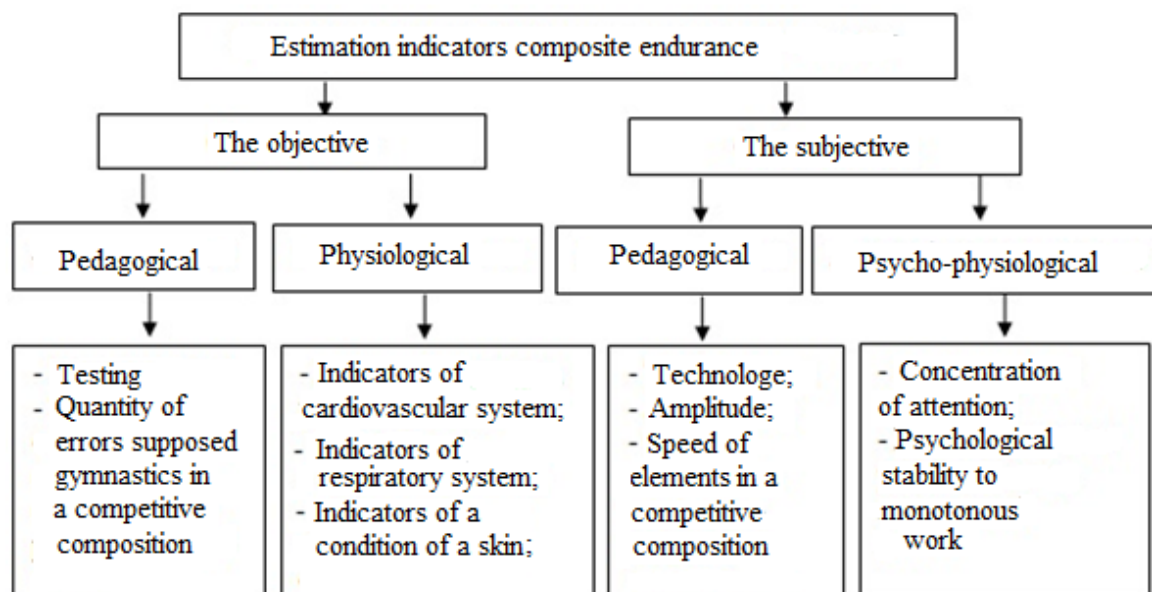 Estimation indicators composite endurance
The objective
The subjective
Pedagogical
Physiological
Pedagogical
Psycho-physiological
- Testing
- Quantity of
errors supposed
gymnastics in
a competitive
composition
- Indicators of
cardiovascular system;
- Indicators of
respiratory system;
- Indicators of a
condition of a skin;
- Technologe;
- Amplitude;
- Speed of
elements in a
competitive
composition
- Concentration
of attention;
- Psychological
stability to
monotonous
work